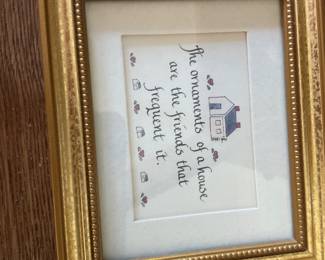 The ornaments of a house
are the friends that
frequent it.